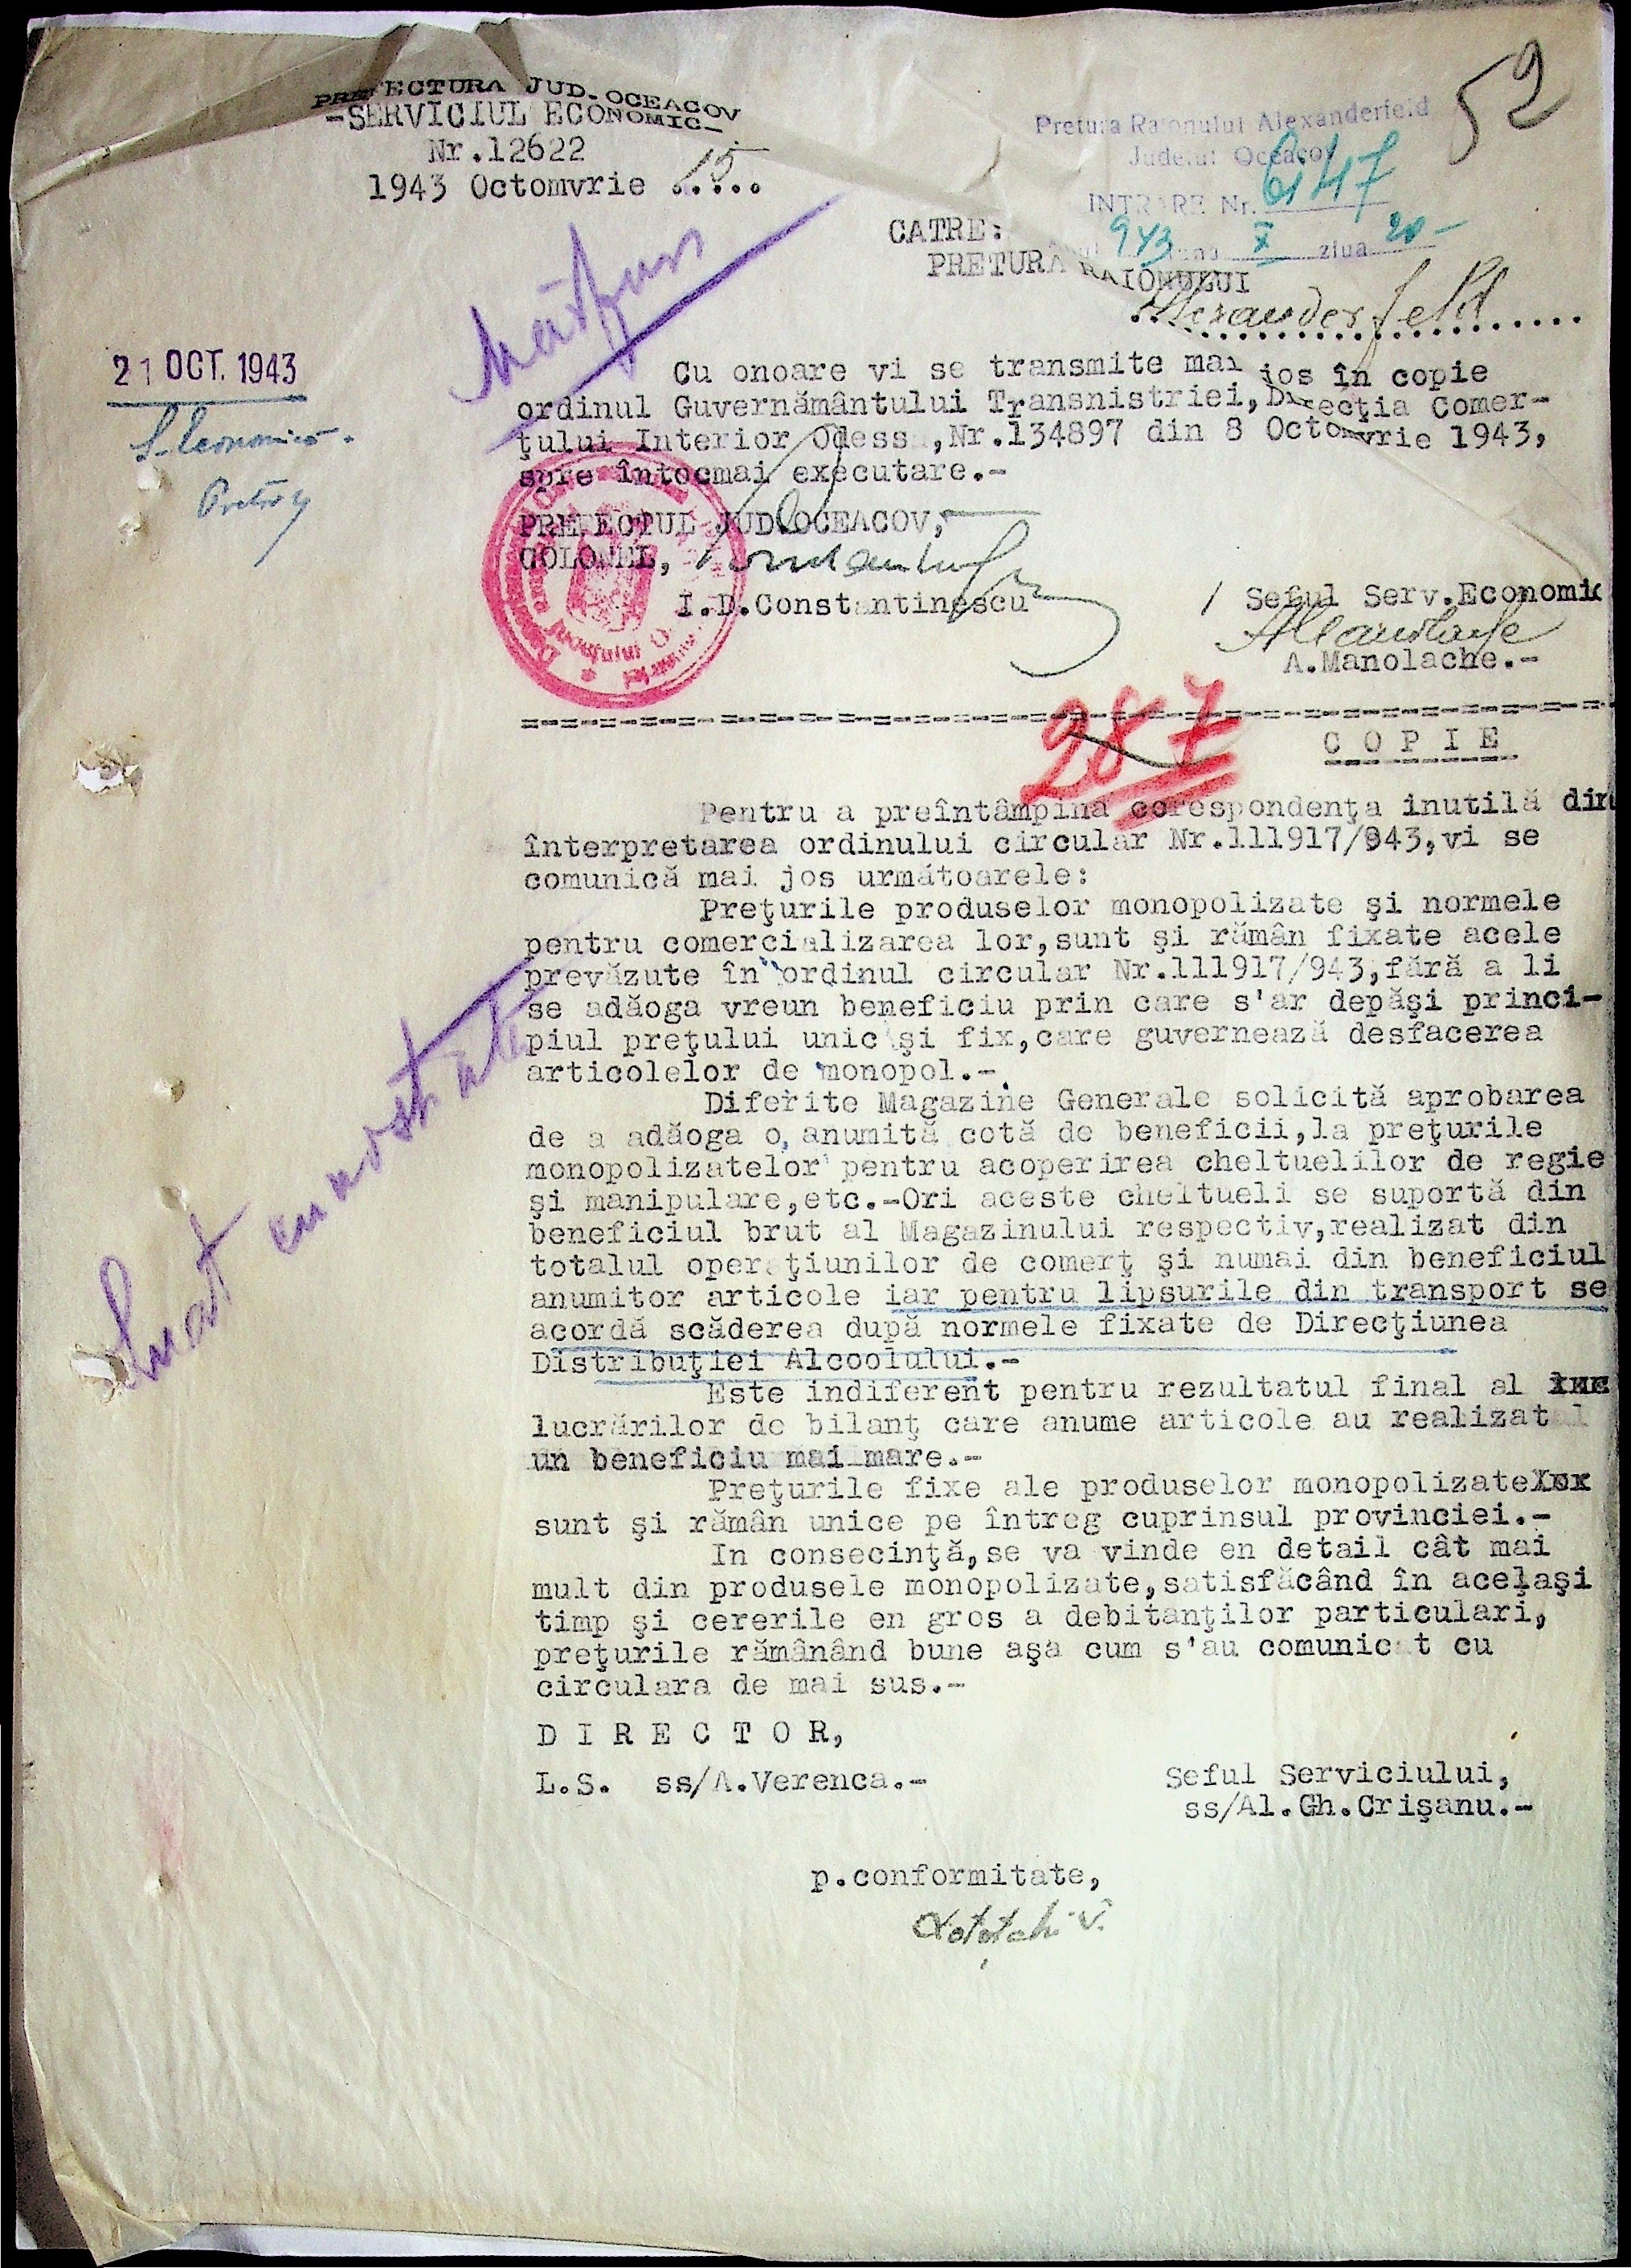 52
PREFECTURA JUD. OCEACOV
-SERVICIUL ECONOMIC-
Nr.12622
1943 Octomvrie 15.....
Pretura Raionului Alexanderfeld
Judetul Oceacov
INTRARE Nr. 6147
943 luna X ziua 20-
CATRE:
PRETURA RAIONULUI
Alexanderfeld
21 OCT. 1943
S. Economic.
Pretor
Cu onoare vi se transmite mai jos în copie
ordinul Guvernământului Transnistriei, Direcţia Comer-
ţului Interior Odessa,Nr.134897 din 8 Octomvrie 1943,
spre întocmai executare.-
PREFECTUL JUD.OCEACOV,
COLONEL,
I.D.Constantinescu
/ Seful Serv.Economic
A.Manolache.-
287
C O P I E
Pentru a preîntâmpina corespondenţa inutilă din
înterpretarea ordinului circular Nr.111917/943,vi se
comunică mai jos următoarele:
Preţurile produselor monopolizate şi normele
pentru comercializarea lor,sunt şi rămân fixate acele
prevăzute în ordinul circular Nr.111917/943,fără a li
se adăoga vreun beneficiu prin care s'ar depăşi princi-
piul preţului unic şi fix,care guvernează desfacerea
articolelor de monopol.-
Diferite Magazine Generale solicită aprobarea
de a adăoga o anumită cotă de beneficii,la preţurile
monopolizatelor pentru acoperirea cheltuelilor de regie
şi manipulare,etc.-Ori aceste cheltueli se suportă din
beneficiul brut al Magazinului respectiv,realizat din
totalul operaţiunilor de comerţ şi numai din beneficiul
anumitor articole iar pentru lipsurile din transport se
acordă scăderea după normele fixate de Direcţiunea
Distribuţiei Alcoolului.-
Luat cunostinta
Este indiferent pentru rezultatul final al
lucrărilor de bilanţ care anume articole au realizat
un beneficiu mai mare.-
Preţurile fixe ale produselor monopolizate
sunt şi rămân unice pe întreg cuprinsul provinciei.-
In consecinţă,se va vinde en detail cât mai
mult din produsele monopolizate,satisfăcând în acelaşi
timp şi cererile en gros a debitanţilor particulari,
preţurile rămânând bune aşa cum s'au comunicat cu
circulara de mai sus.-
D I R E C T O R,
L.S. ss/A.Verenca.-
Seful Serviciului,
ss/Al.Gh.Crişanu.-
p.conformitate,